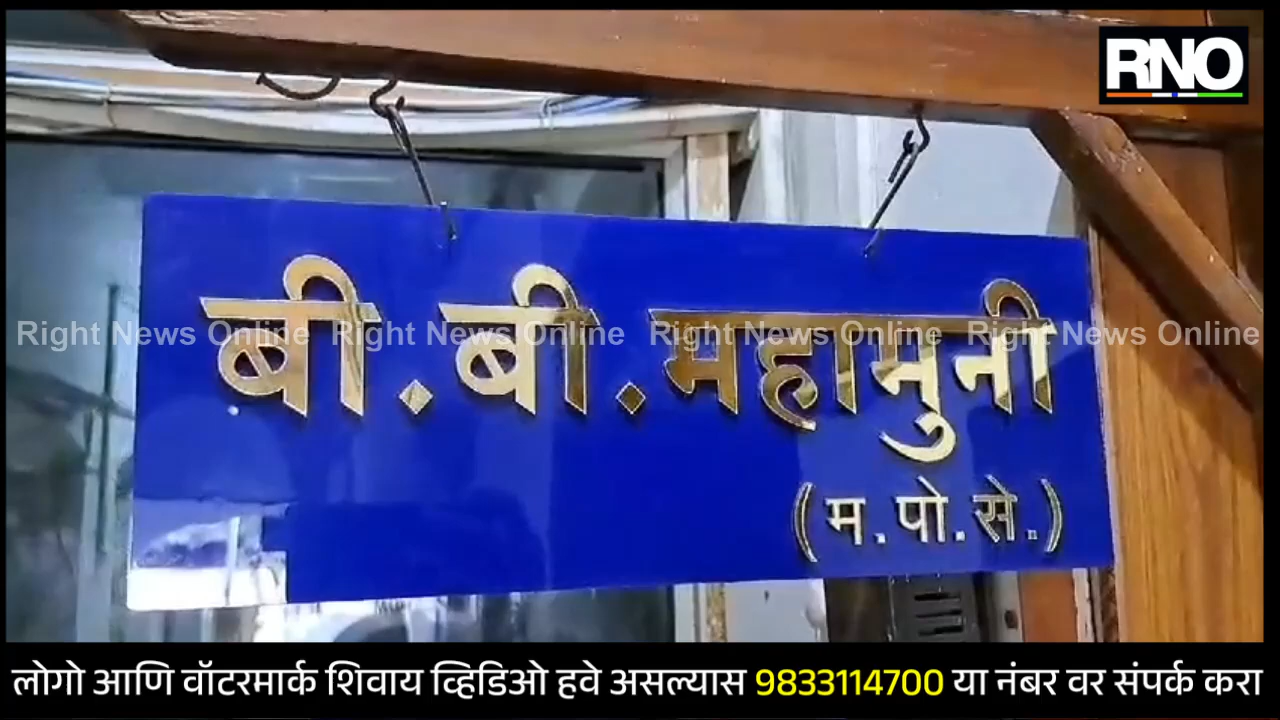 RNO
बी.बी.महामुनी
Right News Online Right News Online Right News Online Right News Online
(म.पो.से.)
लोगो आणि वॉटरमार्क शिवाय व्हिडिओ हवे असल्यास 9833114700 या नंबर वर संपर्क करा